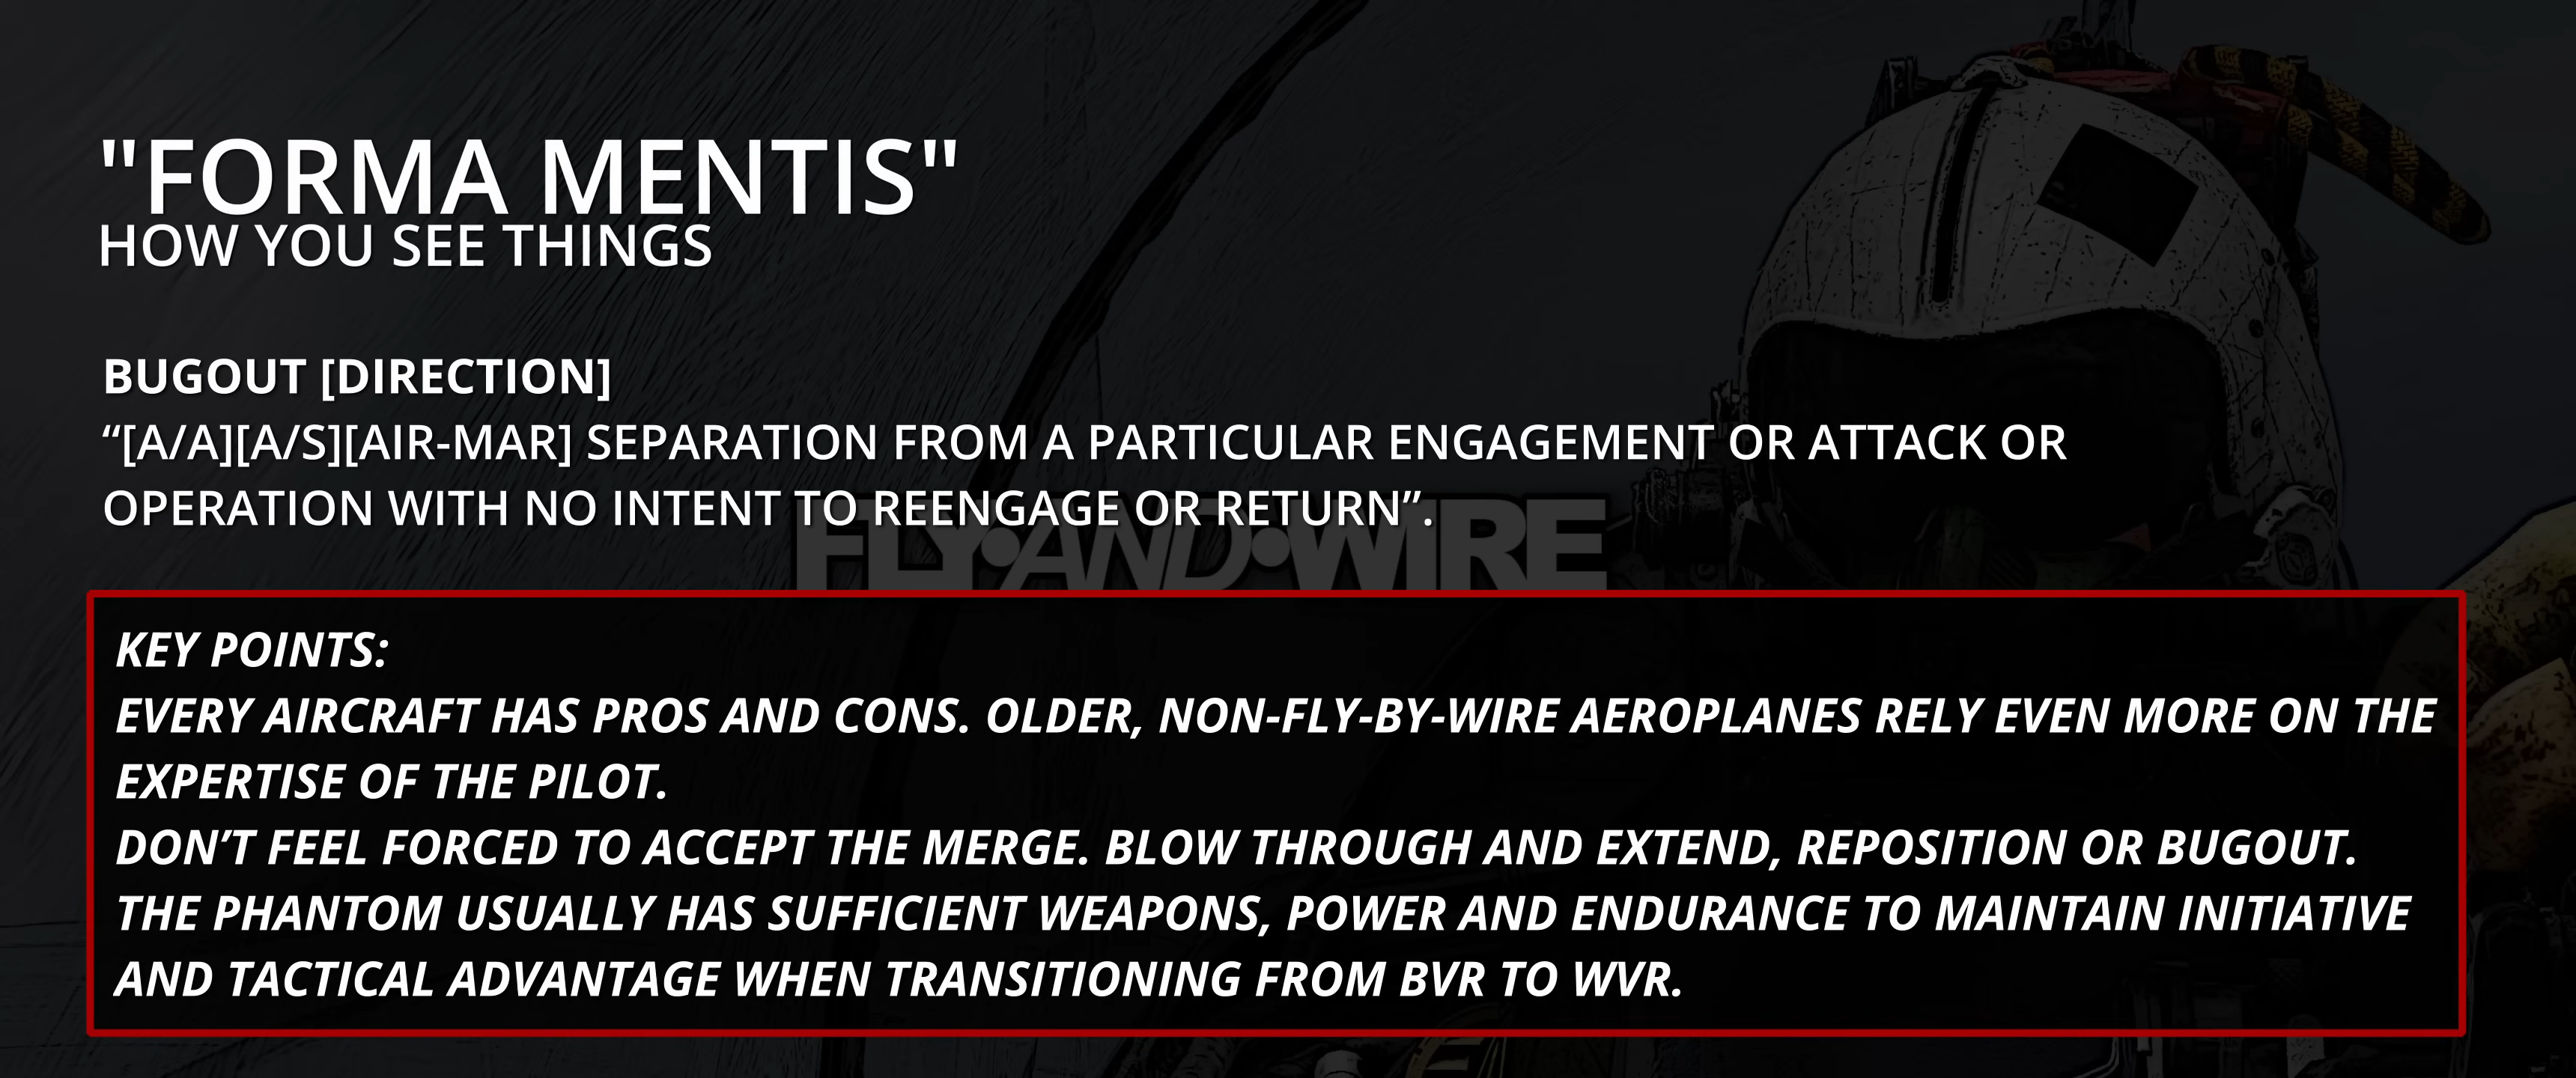 "FORMA MENTIS"
HOW YOU SEE THINGS
BUGOUT [DIRECTION]
“[A/A][A/S][AIR-MAR] SEPARATION FROM A PARTICULAR ENGAGEMENT OR ATTACK OR
OPERATION WITH NO INTENT TO REENGAGE OR RETURN”.
FLY•AND•WIRE
KEY POINTS:
EVERY AIRCRAFT HAS PROS AND CONS. OLDER, NON-FLY-BY-WIRE AEROPLANES RELY EVEN MORE ON THE
EXPERTISE OF THE PILOT.
DON’T FEEL FORCED TO ACCEPT THE MERGE. BLOW THROUGH AND EXTEND, REPOSITION OR BUGOUT.
THE PHANTOM USUALLY HAS SUFFICIENT WEAPONS, POWER AND ENDURANCE TO MAINTAIN INITIATIVE
AND TACTICAL ADVANTAGE WHEN TRANSITIONING FROM BVR TO WVR.